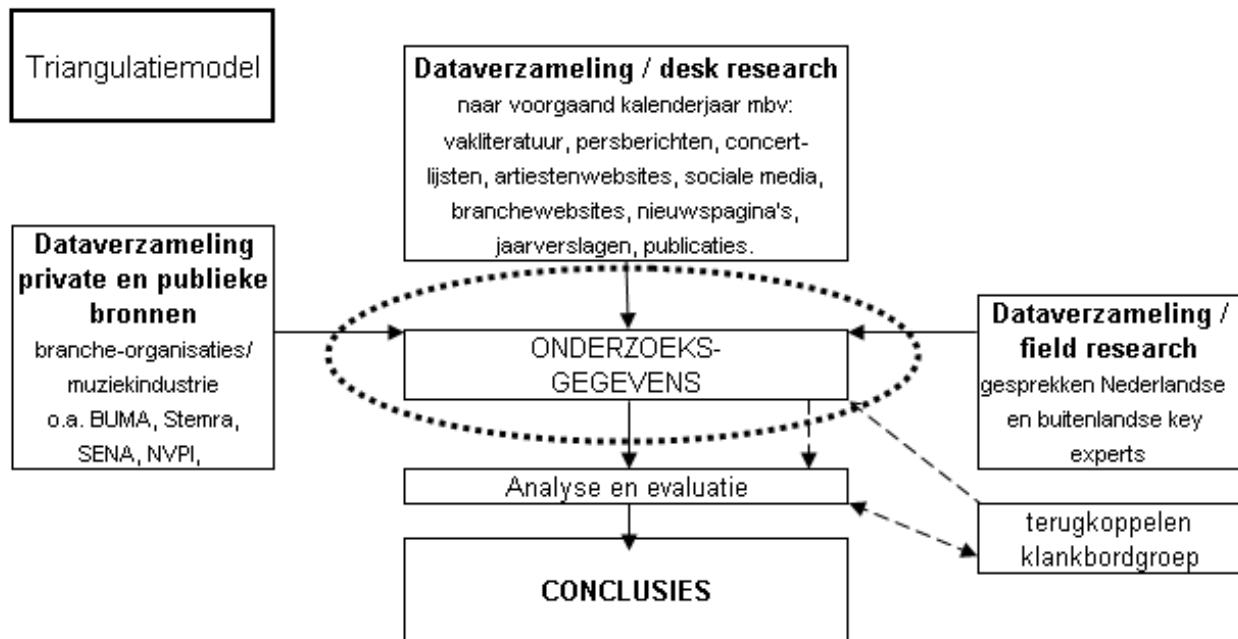 Triangulatiemodel
Dataverzameling / desk research
naar voorgaand kalenderjaar mbv:
vakliteratuur, persberichten, concert-
lijsten, artiestenwebsites, sociale media,
branchewebsites, nieuwspagina's,
jaarverslagen, publicaties.
Dataverzameling
private en publieke
bronnen
branche-organisaties/
muziekindustrie
o.a. BUMA, Stemra,
SENA, NVPI,
ONDERZOEKS-
GEGEVENS
Dataverzameling /
field research
gesprekken Nederlandse
en buitenlandse key
experts
Analyse en evaluatie
terugkoppelen
klankbordgroep
CONCLUSIES